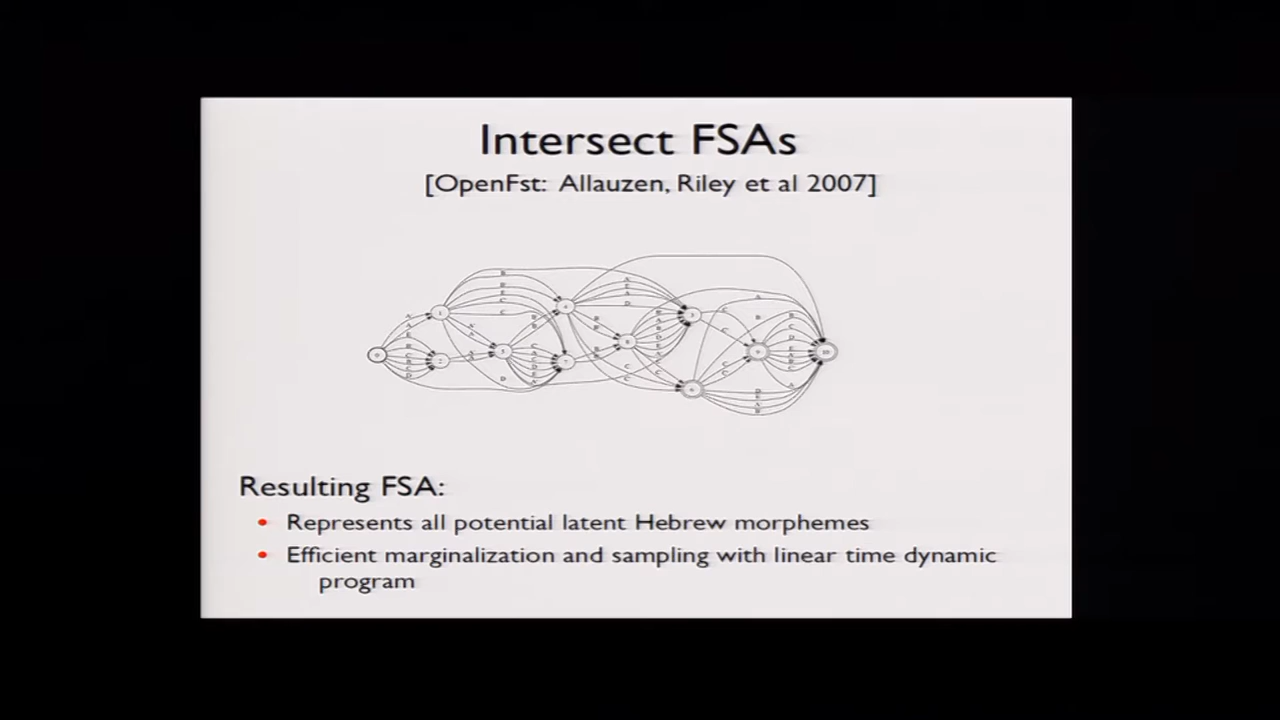 Intersect FSAs
[OpenFst: Allauzen, Riley et al 2007]
Resulting FSA:
• Represents all potential latent Hebrew morphemes
• Efficient marginalization and sampling with linear time dynamic
program